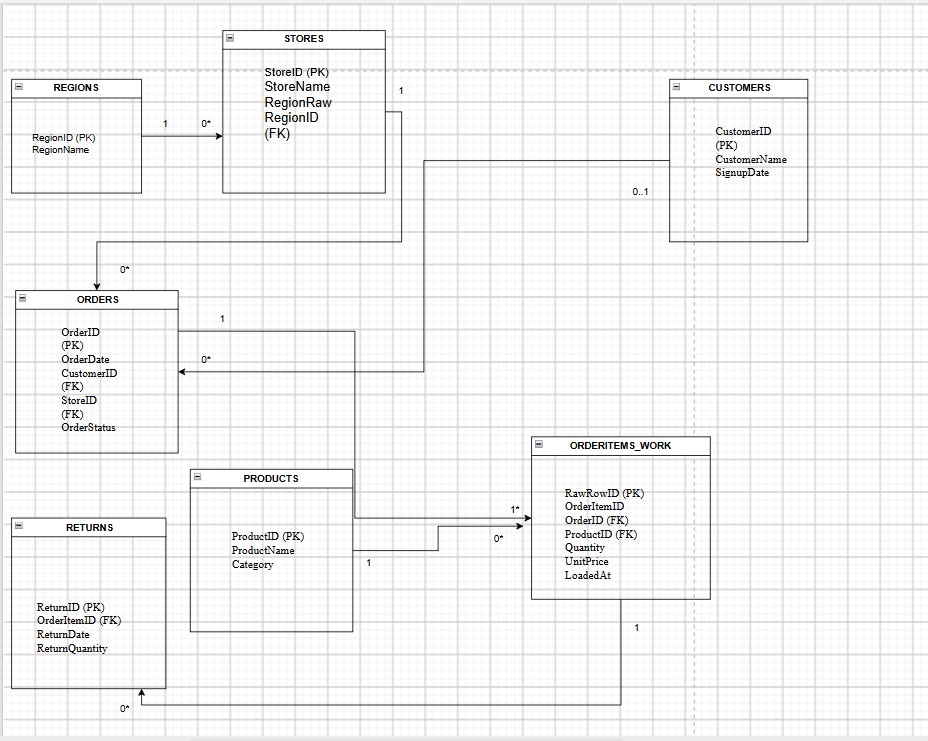 STORES
StoreID (PK)
StoreName
RegionRaw
RegionID
(FK)
1
REGIONS
RegionID (PK)
RegionName
1
0*
CUSTOMERS
CustomerID
(PK)
CustomerName
SignupDate
0..1
0*
ORDERS
OrderID
(PK)
OrderDate
CustomerID
(FK)
StoreID
(FK)
OrderStatus
1
0*
ORDERITEMS_WORK
RawRowID (PK)
OrderItemID
OrderID (FK)
ProductID (FK)
Quantity
UnitPrice
LoadedAt
1*
0*
PRODUCTS
ProductID (PK)
ProductName
Category
1
RETURNS
ReturnID (PK)
OrderItemID (FK)
ReturnDate
ReturnQuantity
1
0*